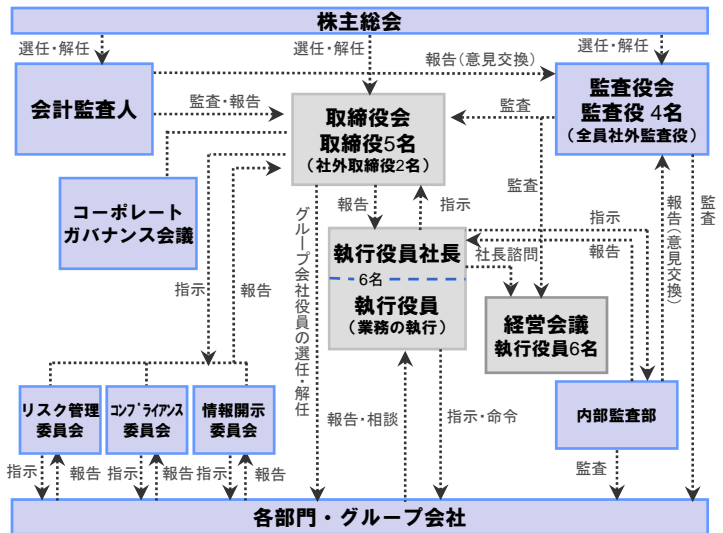 株主総会
選任・解任
選任・解任
選任・解任
報告(意見交換)
会計監査人
監査・報告
取締役会
取締役5名
(社外取締役2名)
監査
監査役会
監査役 4名
(全員社外監査役)
コーポレート
ガバナンス会議
指示
報告
グループ会社役員の選任・解任
報告
指示
監査
指示
報告
報告(意見交換)
監査
執行役員社長
6名
執行役員
(業務の執行)
社長諮問
経営会議
執行役員6名
リスク管理
委員会
コンプライアンス
委員会
情報開示
委員会
報告・相談
指示・命令
内部監査部
指示
報告
指示
報告
指示
報告
監査
各部門・グループ会社